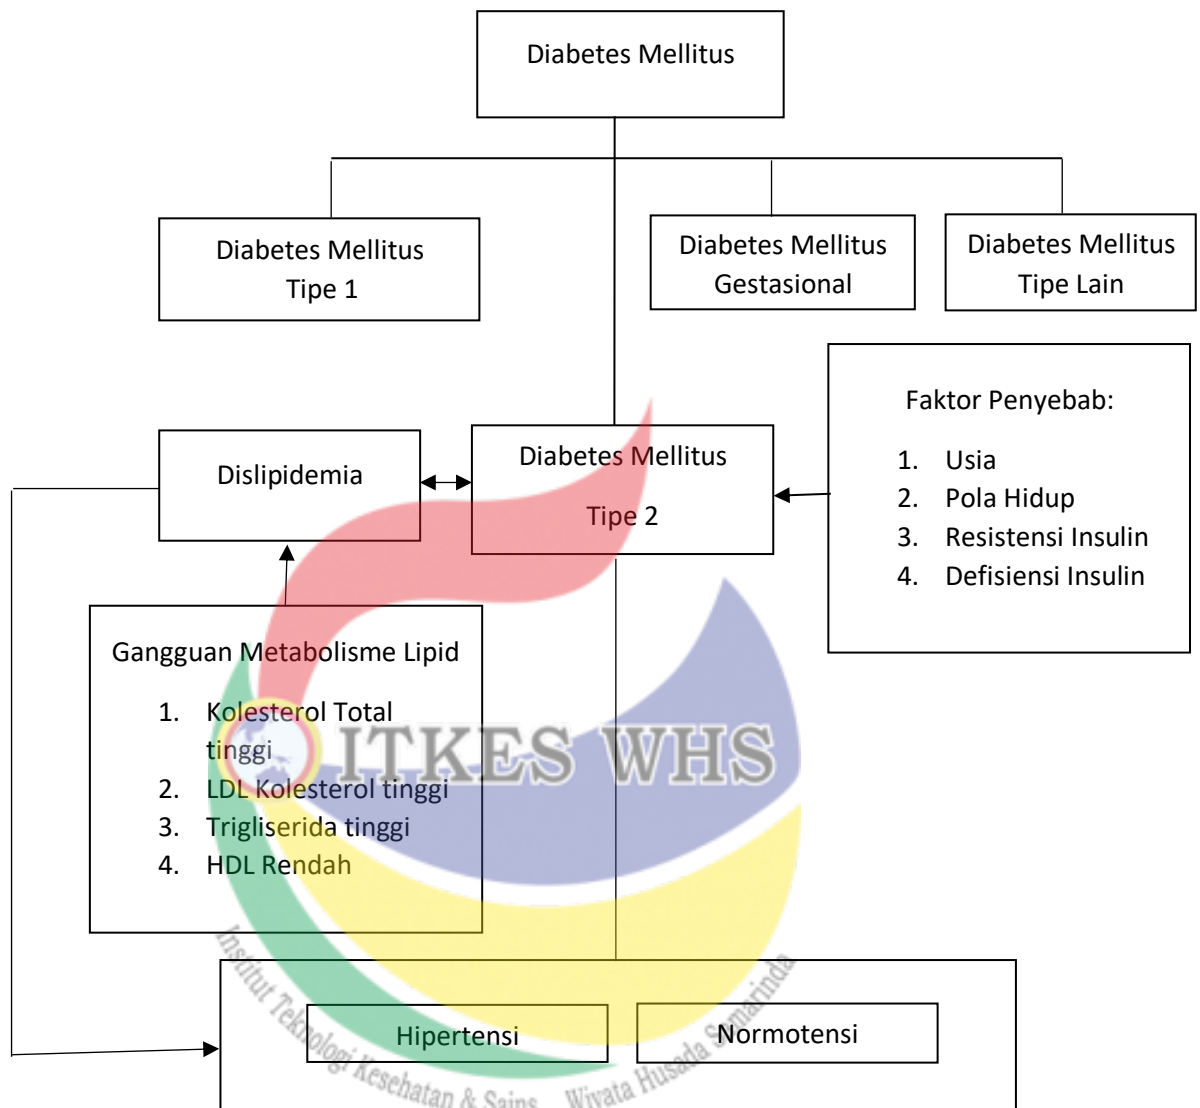 Diabetes Mellitus
Diabetes Mellitus
Tipe 1
Diabetes Mellitus
Gestasional
Diabetes Mellitus
Tipe Lain
Faktor Penyebab:
1. Usia
2. Pola Hidup
3. Resistensi Insulin
4. Defisiensi Insulin
Dislipidemia
Diabetes Mellitus
Tipe 2
Gangguan Metabolisme Lipid
1. Kolesterol Total
tinggi
2. LDL Kolesterol tinggi
3. Trigliserida tinggi
4. HDL Rendah
ITKES WHS
Hipertensi
Normotensi
Institut Teknologi Kesehatan & Sains Wiyata Husada Samarinda